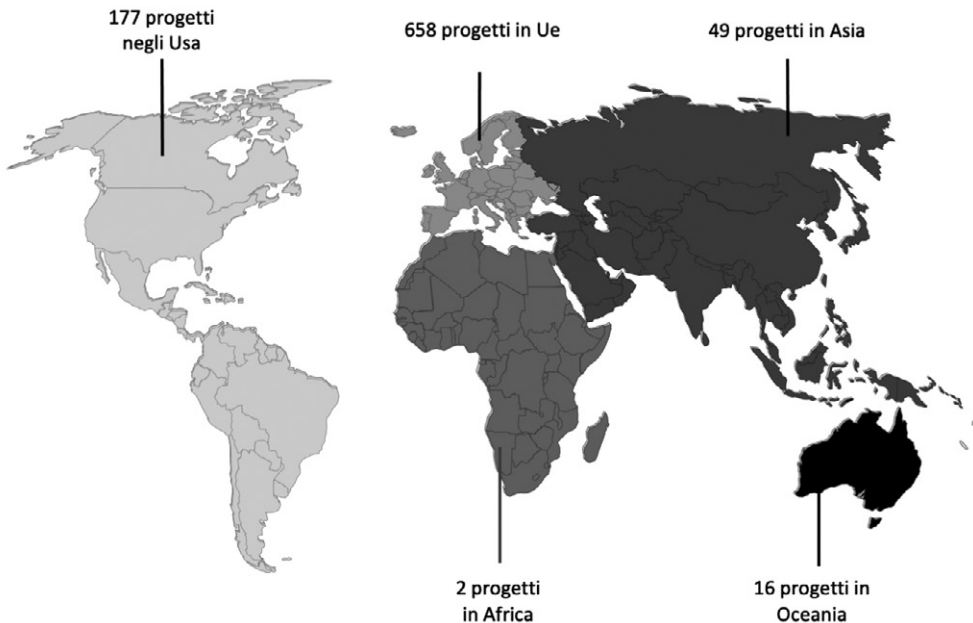 177 progetti
negli Usa
658 progetti in Ue
49 progetti in Asia
2 progetti
in Africa
16 progetti in
Oceania